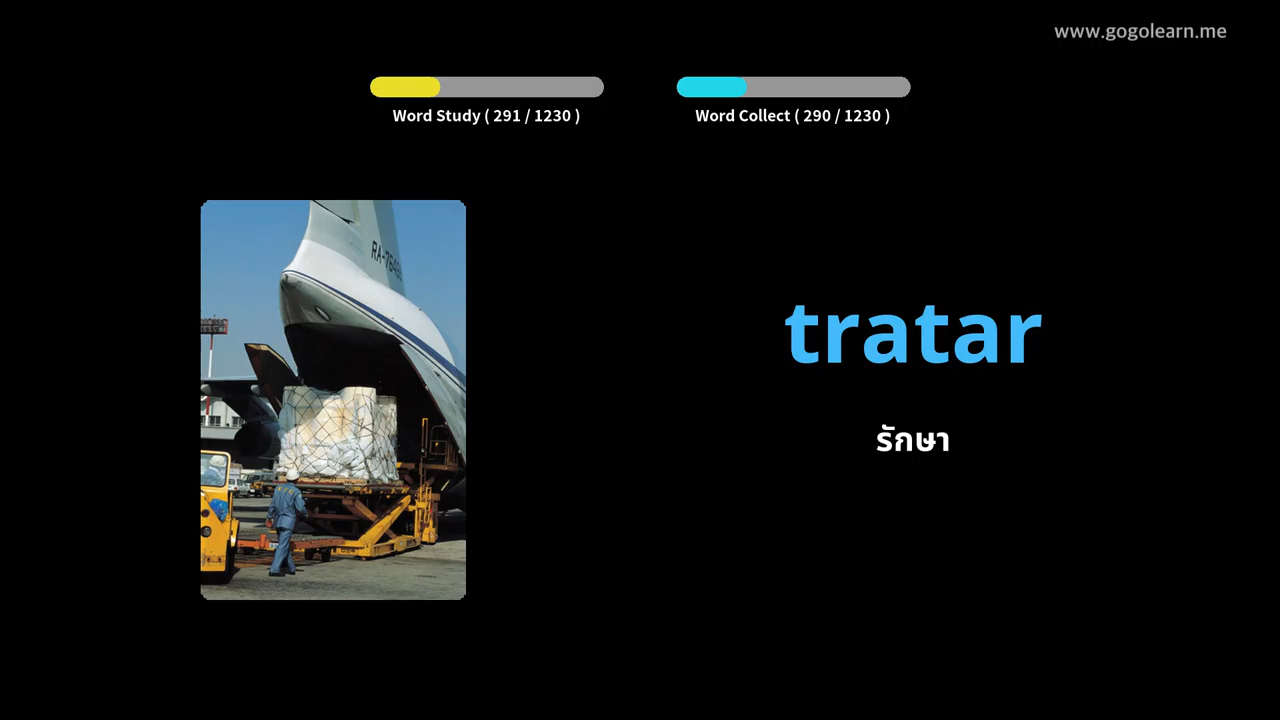 www.gogolearn.me
Word Study ( 291 / 1230 )
Word Collect ( 290 / 1230 )
tratar
รักษา